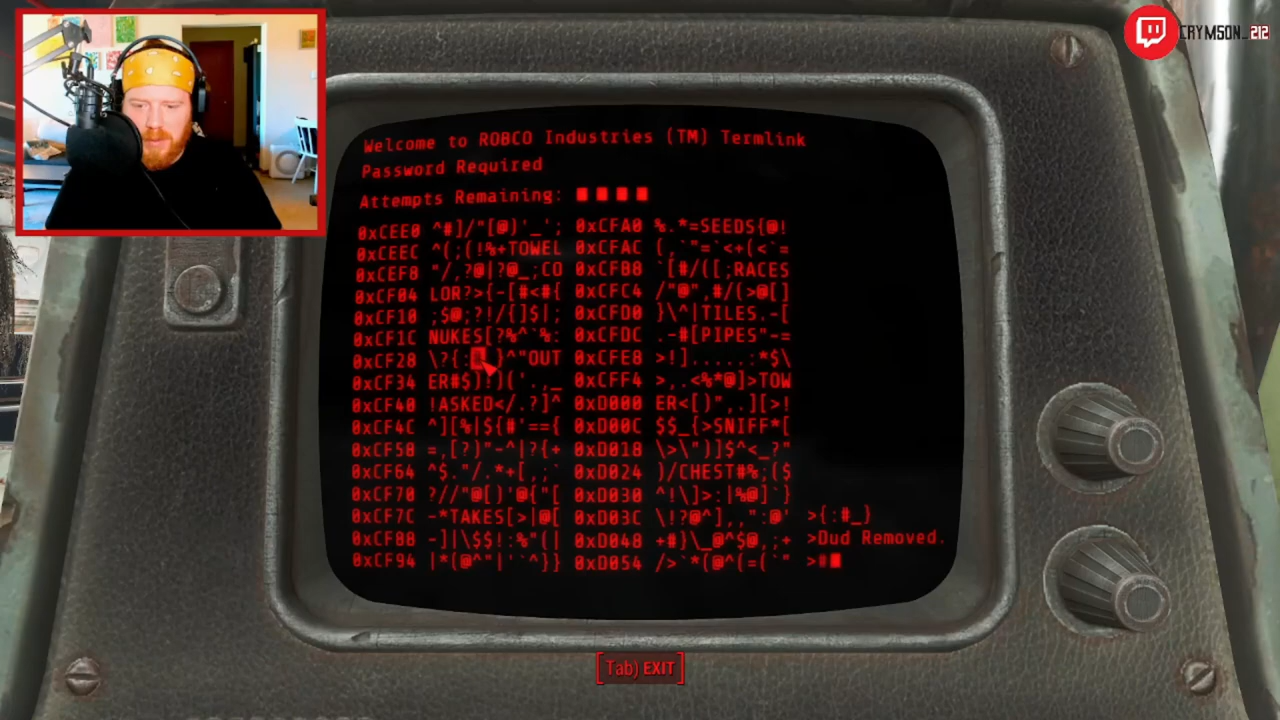 CRYMSON_212
Welcome to ROBCO Industries (TM) Termlink
Password Required
Attempts Remaining: ■ ■ ■ ■
0xCEE0 ^#]/"[@)'_'; 0xCFA0 %.*=SEEDS{@!
0xCEEC ^(;(!%+TOWEL 0xCFAC (,`"=`<+(<`=
0xCEF8 "/,?@|?@_;CO 0xCFB8 `[#/([;RACES
0xCF04 LOR?>{-[#<#{ 0xCFC4 /"@",#/(>@[]
0xCF10 ;$@;?!/{]$|; 0xCFD0 }\^|TILES.-[
0xCF1C NUKES[?%^`%: 0xCFDC .-#[PIPES"-=
0xCF28 \?{:#_}^"OUT 0xCFE8 >!].....:*$\
0xCF34 ER#$)!)('.,_ 0xCFF4 >,.<%*@]>TOW
0xCF40 !ASKED</.?]^ 0xD000 ER<[)",.][>!
0xCF4C ^][%|${#'=={ 0xD00C $$_{>SNIFF*[
0xCF58 =,[?)"-^|?{+ 0xD018 \>\")]$^<_?"
0xCF64 ^$."/.*+[,;` 0xD024 )/CHEST#%;($
0xCF70 ?//"@[)'@{"[ 0xD030 ^!\]>:|%@]`}
0xCF7C -*TAKES[>|@[ 0xD03C \!?@^],,":@' >{:#_}
0xCF88 -]|\$$!:%"(| 0xD048 +#}\_@^$@,;+ >Dud Removed.
0xCF94 |*(@^"|'`^}} 0xD054 />`*[@^(=(`" >#
Tab) EXIT